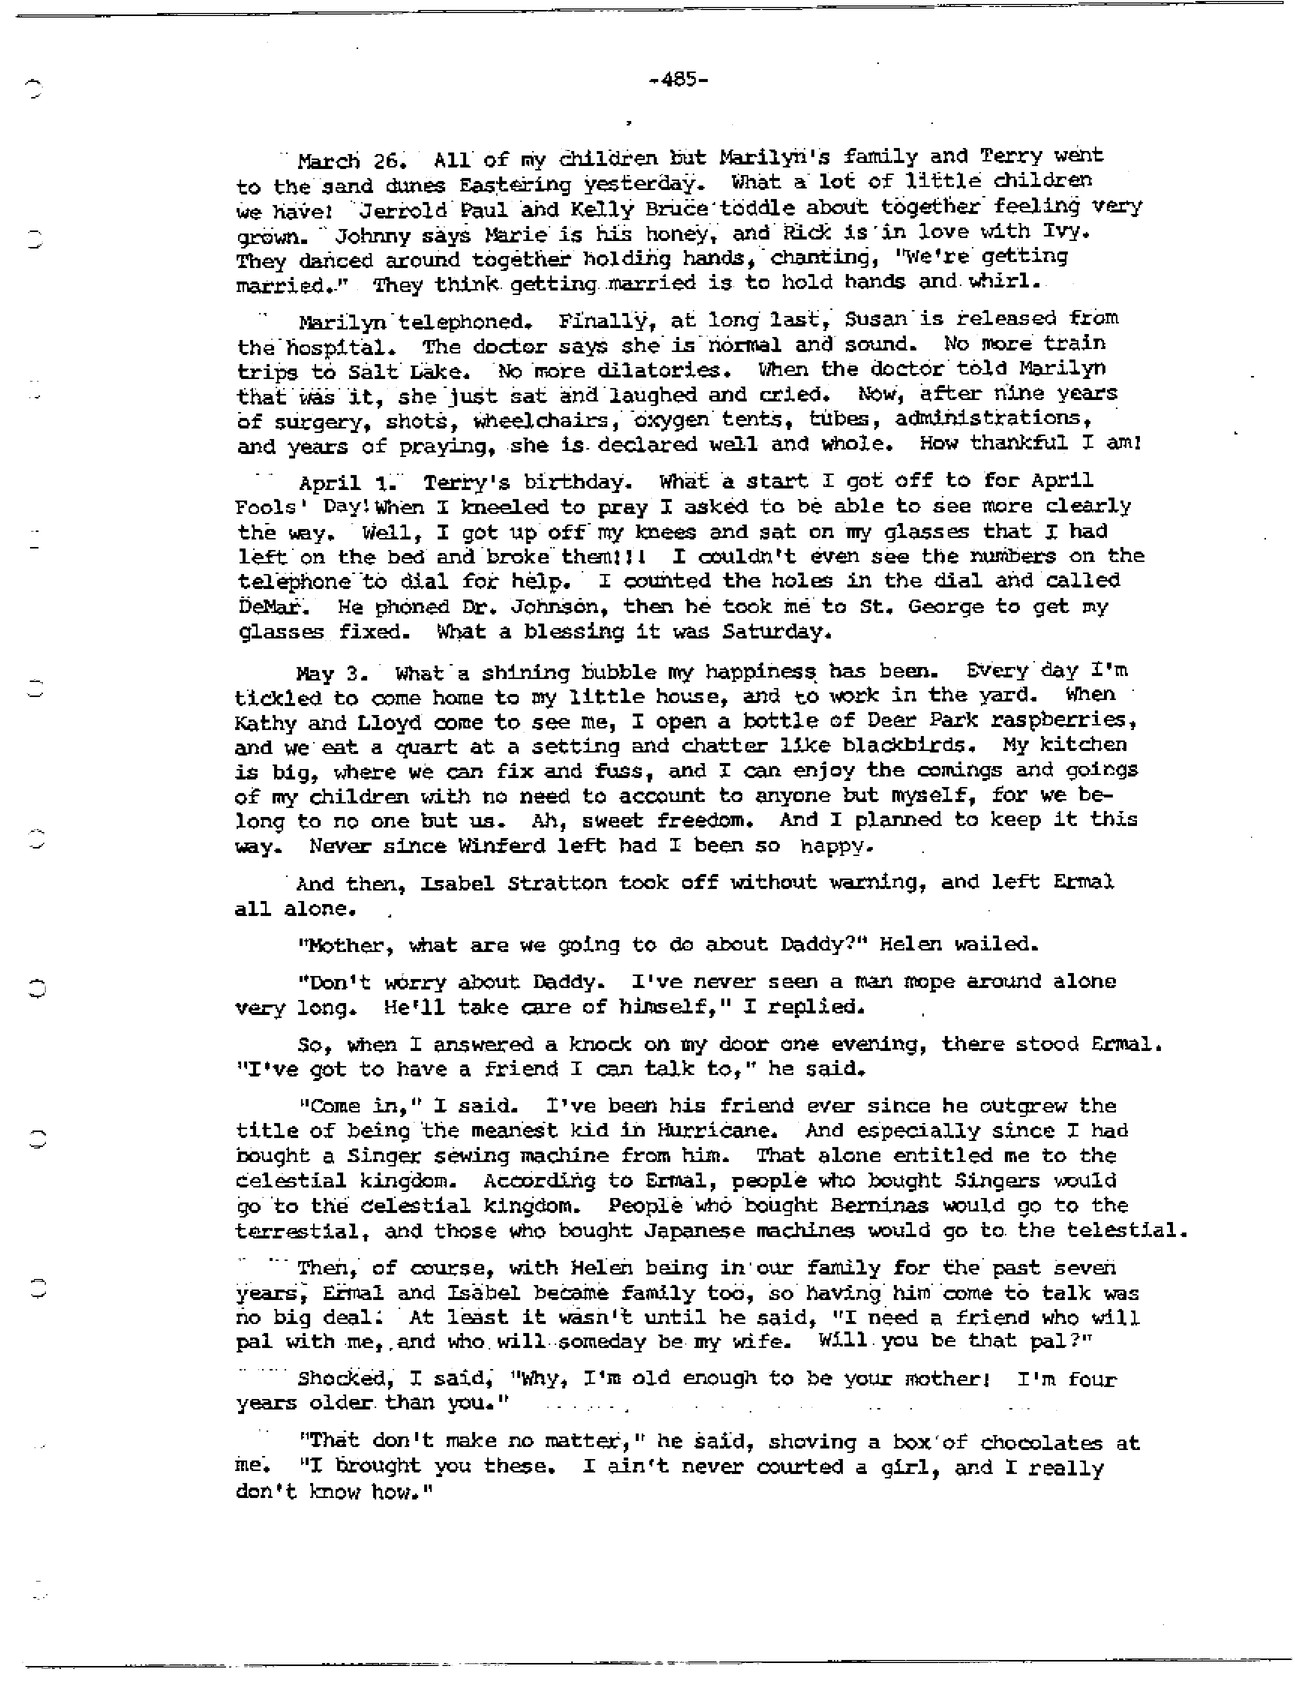 -485-
March 26. All of my children but Marilyn's family and Terry went
to the sand dunes Eastering yesterday. What a lot of little children
we have! Jerrold Paul and Kelly Bruce toddle about together feeling very
grown. Johnny says Marie is his honey, and Rick is in love with Ivy.
They danced around together holding hands, chanting, "We're getting
married." They think getting married is to hold hands and whirl.
Marilyn telephoned. Finally, at long last, Susan is released from
the hospital. The doctor says she is normal and sound. No more train
trips to Salt Lake. No more dilatories. When the doctor told Marilyn
that was it, she just sat and laughed and cried. Now, after nine years
of surgery, shots, wheelchairs, oxygen tents, tubes, administrations,
and years of praying, she is declared well and whole. How thankful I am!
April 1. Terry's birthday. What a start I got off to for April
Fools' Day! When I kneeled to pray I asked to be able to see more clearly
the way. Well, I got up off my knees and sat on my glasses that I had
left on the bed and broke them!!! I couldn't even see the numbers on the
telephone to dial for help. I counted the holes in the dial and called
DeMar. He phoned Dr. Johnson, then he took me to St. George to get my
glasses fixed. What a blessing it was Saturday.
May 3. What a shining bubble my happiness has been. Every day I'm
tickled to come home to my little house, and to work in the yard. When
Kathy and Lloyd come to see me, I open a bottle of Deer Park raspberries,
and we eat a quart at a setting and chatter like blackbirds. My kitchen
is big, where we can fix and fuss, and I can enjoy the comings and goings
of my children with no need to account to anyone but myself, for we be-
long to no one but us. Ah, sweet freedom. And I planned to keep it this
way. Never since Winferd left had I been so happy.
And then, Isabel Stratton took off without warning, and left Ermal
all alone.
"Mother, what are we going to do about Daddy?" Helen wailed.
"Don't worry about Daddy. I've never seen a man mope around alone
very long. He'll take care of himself," I replied.
So, when I answered a knock on my door one evening, there stood Ermal.
"I've got to have a friend I can talk to," he said.
"Come in," I said. I've been his friend ever since he outgrew the
title of being the meanest kid in Hurricane. And especially since I had
bought a Singer sewing machine from him. That alone entitled me to the
celestial kingdom. According to Ermal, people who bought Singers would
go to the celestial kingdom. People who bought Berninas would go to the
terrestial, and those who bought Japanese machines would go to the telestial.
Then, of course, with Helen being in our family for the past seven
years, Ermal and Isabel became family too, so having him come to talk was
no big deal. At least it wasn't until he said, "I need a friend who will
pal with me, and who will someday be my wife. Will you be that pal?"
Shocked, I said, "Why, I'm old enough to be your mother! I'm four
years older than you."
"That don't make no matter," he said, shoving a box of chocolates at
me. "I brought you these. I ain't never courted a girl, and I really
don't know how."